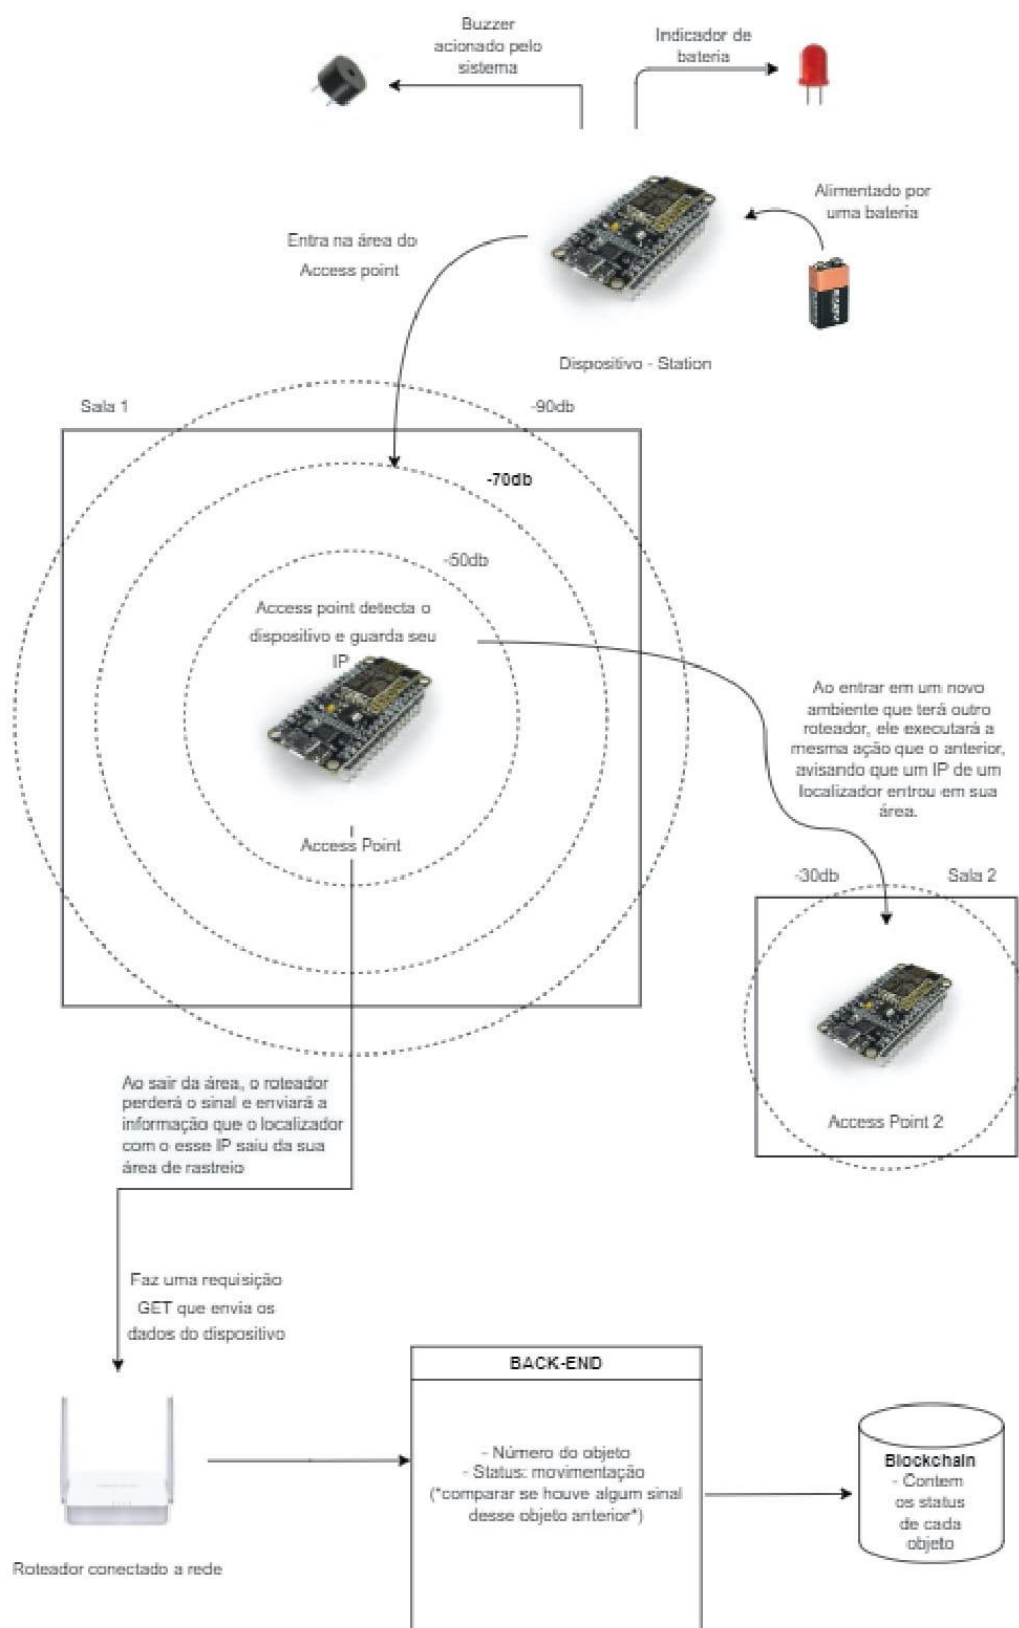 Buzzer
acionado pelo
sistema
Indicador de
bateria
Alimentado por
uma bateria
Entra na área do
Access point
Dispositivo - Station
Sala 1
-90db
-70db
-50db
Access point detecta o
dispositivo e guarda seu
IP
Access Point
Ao entrar em um novo
ambiente que terá outro
roteador, ele executará a
mesma ação que o anterior,
avisando que um IP de um
localizador entrou em sua
área.
-30db
Sala 2
Access Point 2
Ao sair da área, o roteador
perderá o sinal e enviará a
informação que o localizador
com o esse IP saiu da sua
área de rastreio
Faz uma requisição
GET que envia os
dados do dispositivo
Roteador conectado a rede
BACK-END
- Número do objeto
- Status: movimentação
(*comparar se houve algum sinal
desse objeto anterior*)
Blockchain
- Contem
os status
de cada
objeto